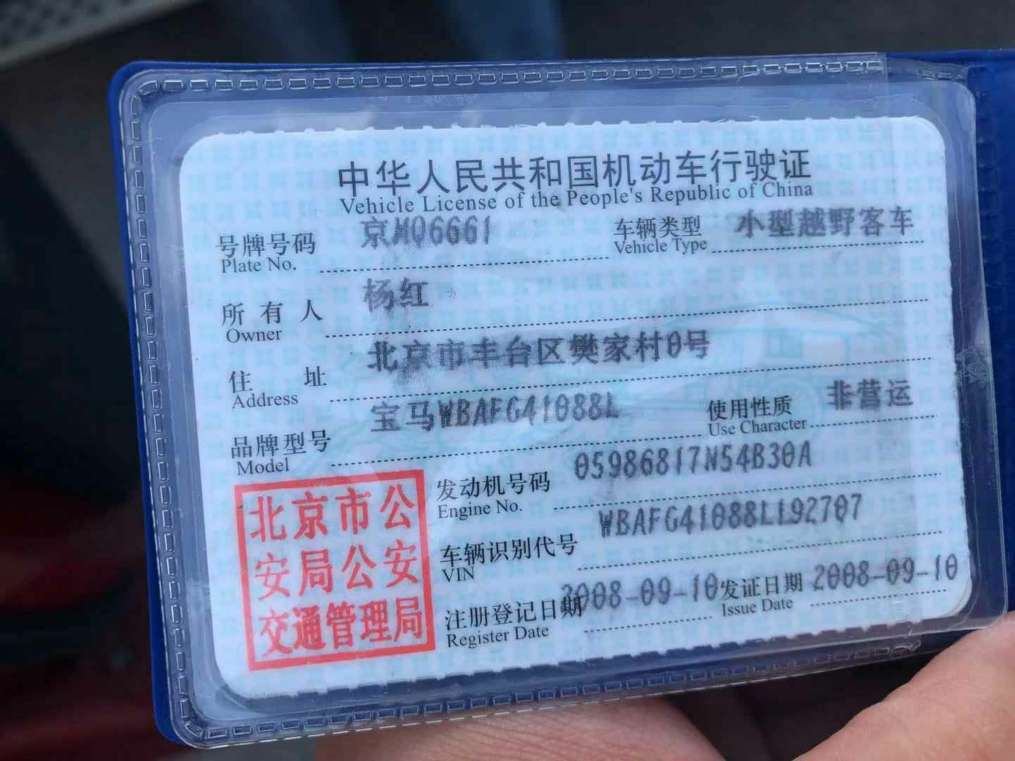 中华人民共和国机动车行驶证
Vehicle License of the People's Republic of China
号牌号码 京MQ6661 车辆类型 小型越野客车
Plate No. Vehicle Type
所有人 杨红
Owner
住址 北京市丰台区樊家村0号
Address
品牌型号 宝马WBAFG41088L 使用性质 非营运
Model Use Character
北京市公
安局公安
交通管理局
发动机号码 05986817N54B30A
Engine No.
车辆识别代号 WBAFG41088LL92707
VIN
注册登记日期 2008-09-10 发证日期 2008-09-10
Register Date Issue Date